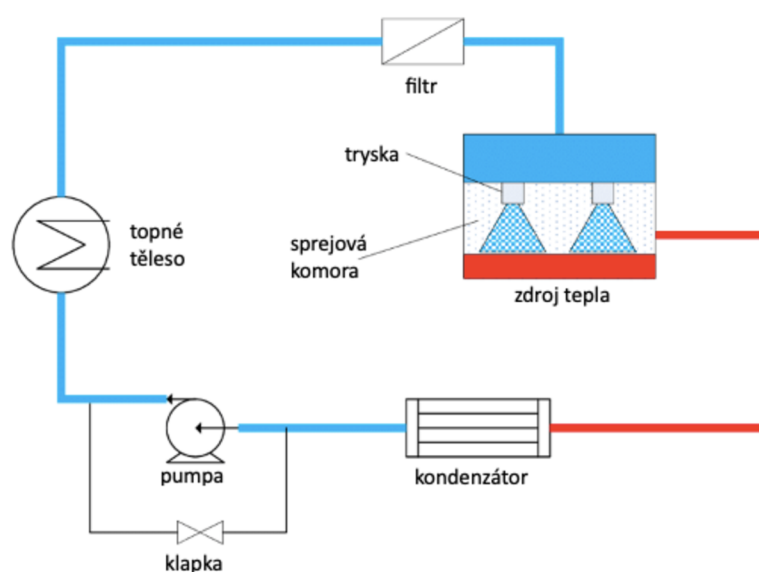 filtr
tryska
sprejová
komora
zdroj tepla
topné
těleso
pumpa
kondenzátor
klapka